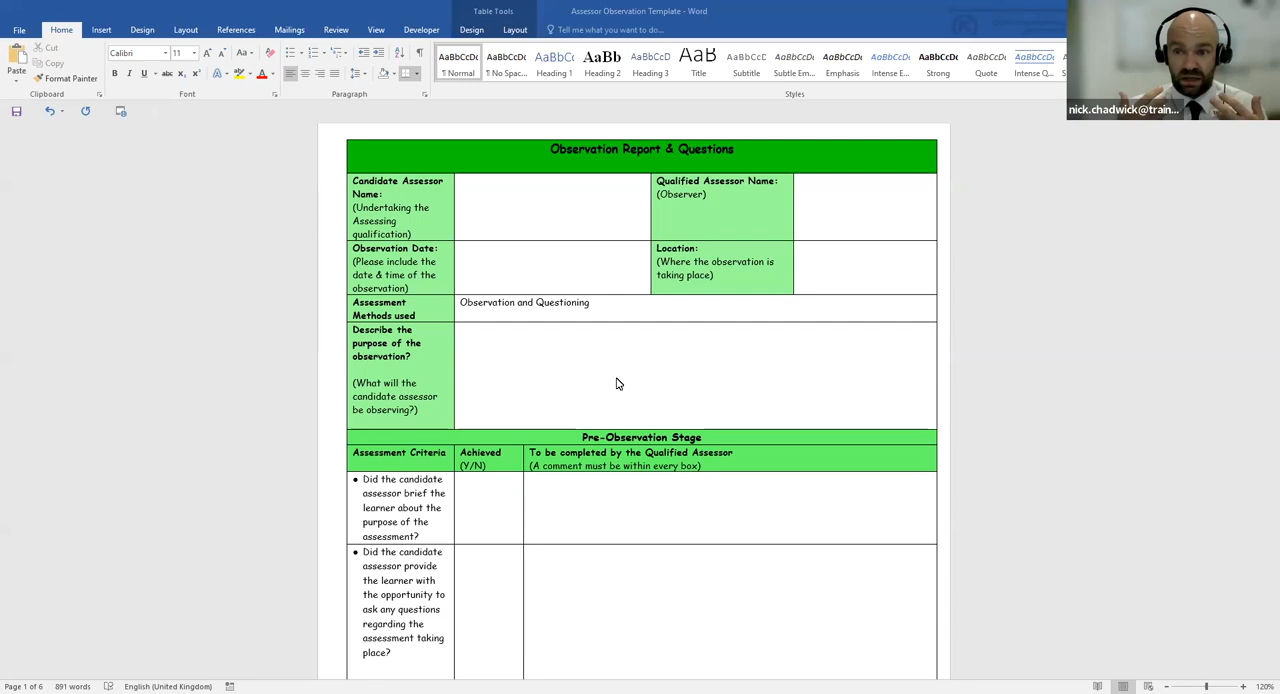 Table Tools
Assessor Observation Template - Word
File
Home
Insert
Design
Layout
References
Mailings
Review
View
Developer
Design
Layout
Tell me what you want to do...
Paste
Cut
Copy
Format Painter
Clipboard
Calibri
11
Font
Paragraph
AaBbCcDc
¶ Normal
AaBbCcDc
¶ No Spac...
AaBbCc
Heading 1
AaBb
Heading 2
AaBbCcD
Heading 3
AaB
Title
AaBbCcD
Subtitle
AaBbCcDc
Subtle Em...
AaBbCcDc
Emphasis
AaBbCcDc
Intense E...
AaBbCcDc
Strong
AaBbCcDc
Quote
AaBbCcDc
Intense Q...
Styles
nick.chadwick@train...
Observation Report & Questions
Candidate Assessor
Name:
(Undertaking the
Assessing
qualification)
Qualified Assessor Name:
(Observer)
Observation Date:
(Please include the
date & time of the
observation)
Location:
(Where the observation is
taking place)
Assessment
Methods used
Observation and Questioning
Describe the
purpose of the
observation?
(What will the
candidate assessor
be observing?)
Pre-Observation Stage
Assessment Criteria
Achieved
(Y/N)
To be completed by the Qualified Assessor
(A comment must be within every box)
• Did the candidate
assessor brief the
learner about the
purpose of the
assessment?
• Did the candidate
assessor provide
the learner with
the opportunity to
ask any questions
regarding the
assessment taking
place?
Page 1 of 6
891 words
English (United Kingdom)
120%